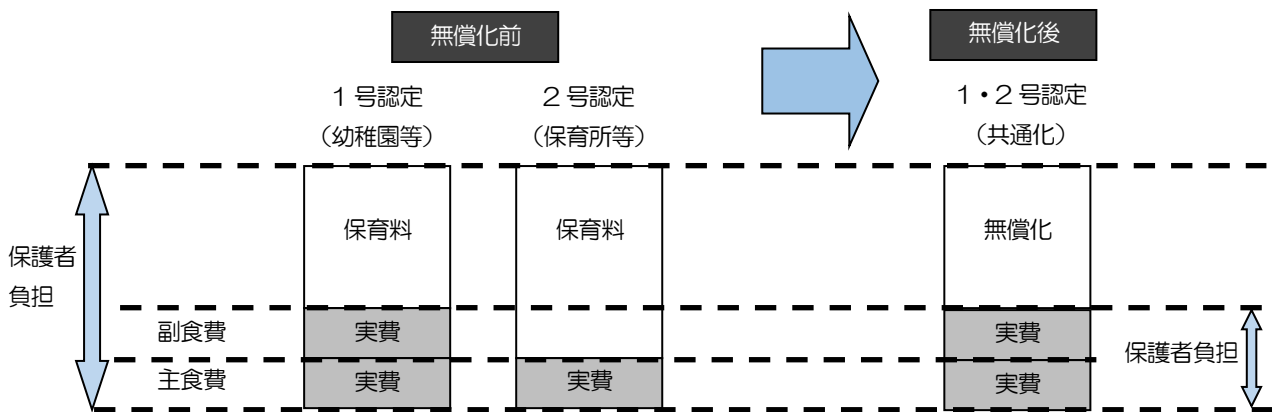 無償化前
無償化後
1号認定
（幼稚園等）
2号認定
（保育所等）
1・2号認定
（共通化）
保護者
負担
保育料
保育料
無償化
副食費
実費
実費
保護者負担
主食費
実費
実費
実費